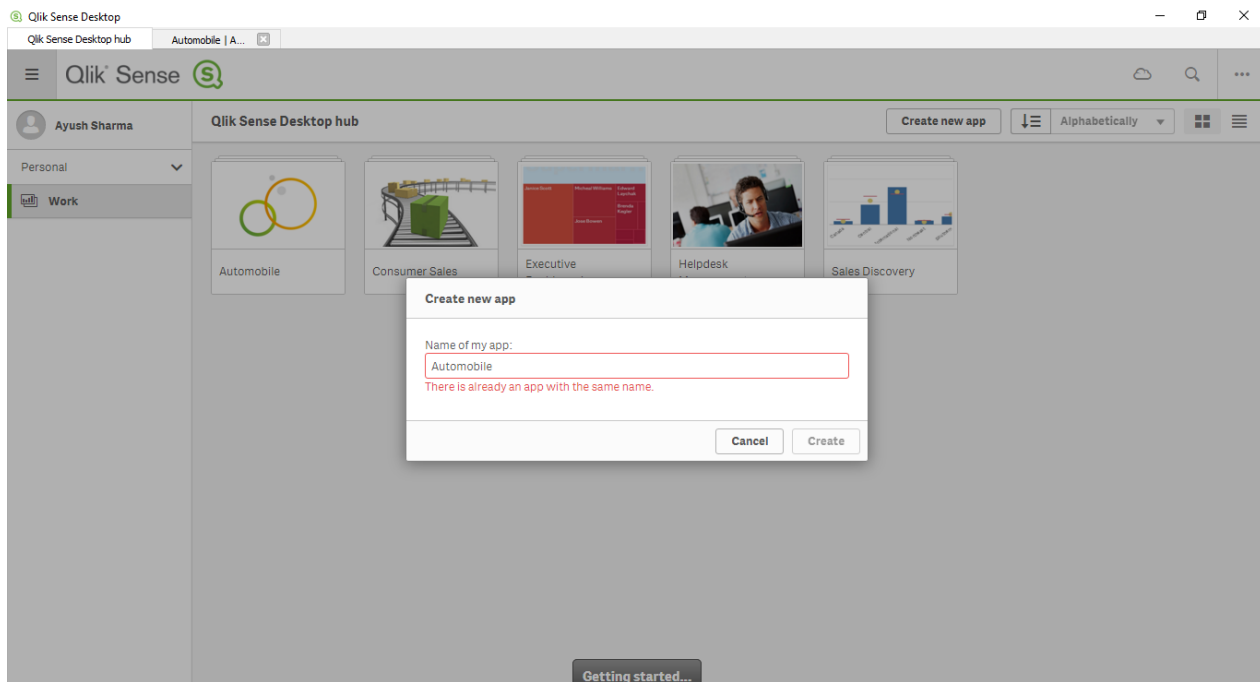 Qlik Sense Desktop
Qlik Sense Desktop hub
Automobile | A...
Qlik Sense
Ayush Sharma
Qlik Sense Desktop hub
Create new app
Alphabetically
Personal
Work
Automobile
Consumer Sales
Executive
Helpdesk
Sales Discovery
Create new app
Name of my app:
Automobile
There is already an app with the same name.
Cancel
Create
Getting started...